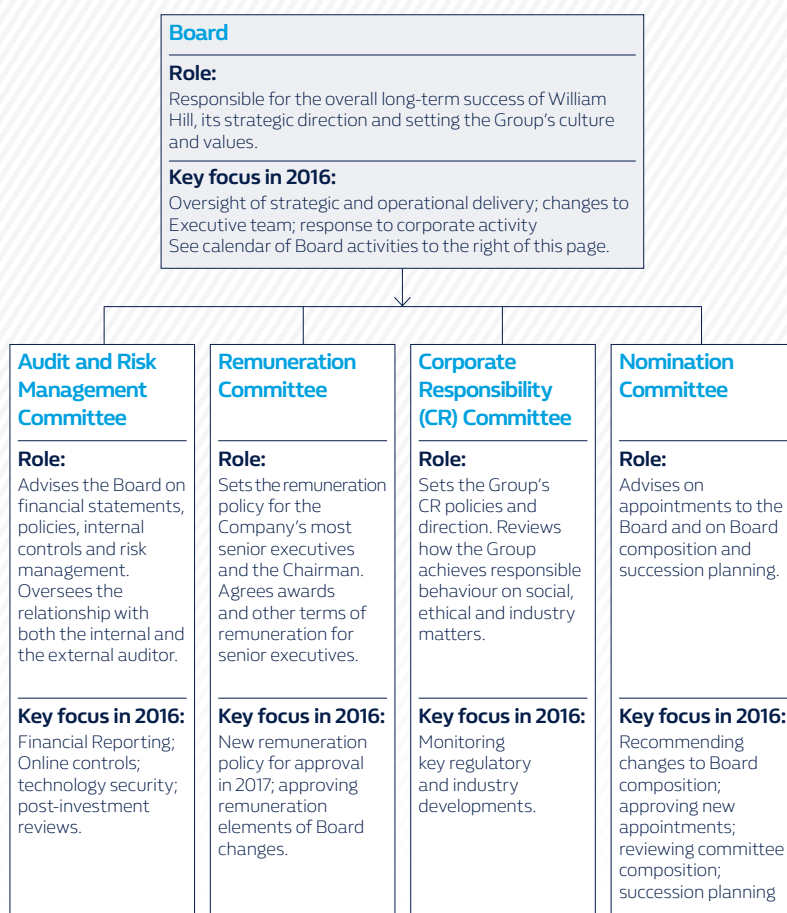 Board
Role:
Responsible for the overall long-term success of William
Hill, its strategic direction and setting the Group’s culture
and values.
Key focus in 2016:
Oversight of strategic and operational delivery; changes to
Executive team; response to corporate activity
See calendar of Board activities to the right of this page.
Audit and Risk
Management
Committee
Role:
Advises the Board on
financial statements,
policies, internal
controls and risk
management.
Oversees the
relationship with
both the internal and
the external auditor.
Key focus in 2016:
Financial Reporting;
Online controls;
technology security;
post-investment
reviews.
Remuneration
Committee
Role:
Sets the remuneration
policy for the
Company’s most
senior executives
and the Chairman.
Agrees awards
and other terms of
remuneration for
senior executives.
Key focus in 2016:
New remuneration
policy for approval
in 2017; approving
remuneration
elements of Board
changes.
Corporate
Responsibility
(CR) Committee
Role:
Sets the Group’s
CR policies and
direction. Reviews
how the Group
achieves responsible
behaviour on social,
ethical and industry
matters.
Key focus in 2016:
Monitoring
key regulatory
and industry
developments.
Nomination
Committee
Role:
Advises on
appointments to the
Board and on Board
composition and
succession planning.
Key focus in 2016:
Recommending
changes to Board
composition;
approving new
appointments;
reviewing committee
composition;
succession planning